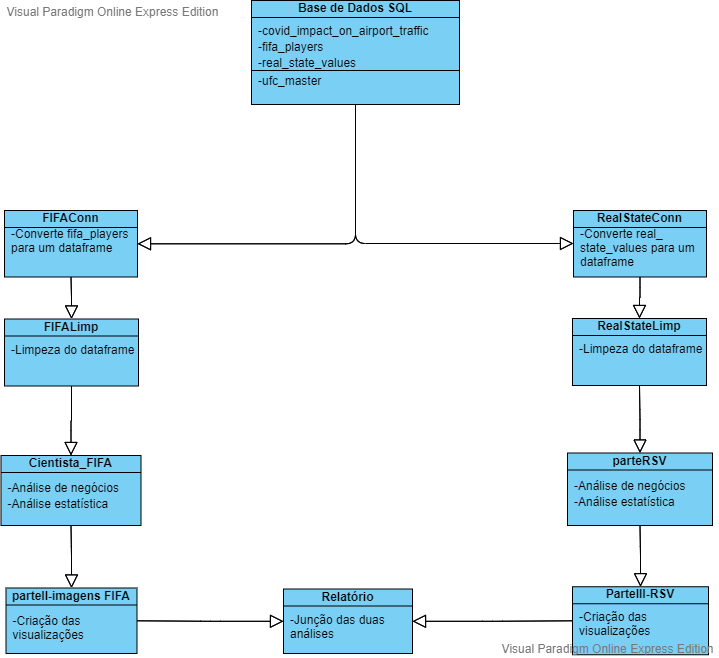 Visual Paradigm Online Express Edition
Base de Dados SQL
-covid_impact_on_airport_traffic
-fifa_players
-real_state_values
-ufc_master
FIFAConn
-Converte fifa_players
para um dataframe
RealStateConn
-Converte real_
state_values para um
dataframe
FIFALimp
-Limpeza do dataframe
RealStateLimp
-Limpeza do dataframe
Cientista_FIFA
-Análise de negócios
-Análise estatística
parteRSV
-Análise de negócios
-Análise estatística
parteII-imagens FIFA
-Criação das
visualizações
Relatório
-Junção das duas
análises
ParteIII-RSV
-Criação das
visualizações
Visual Paradigm Online Express Edition